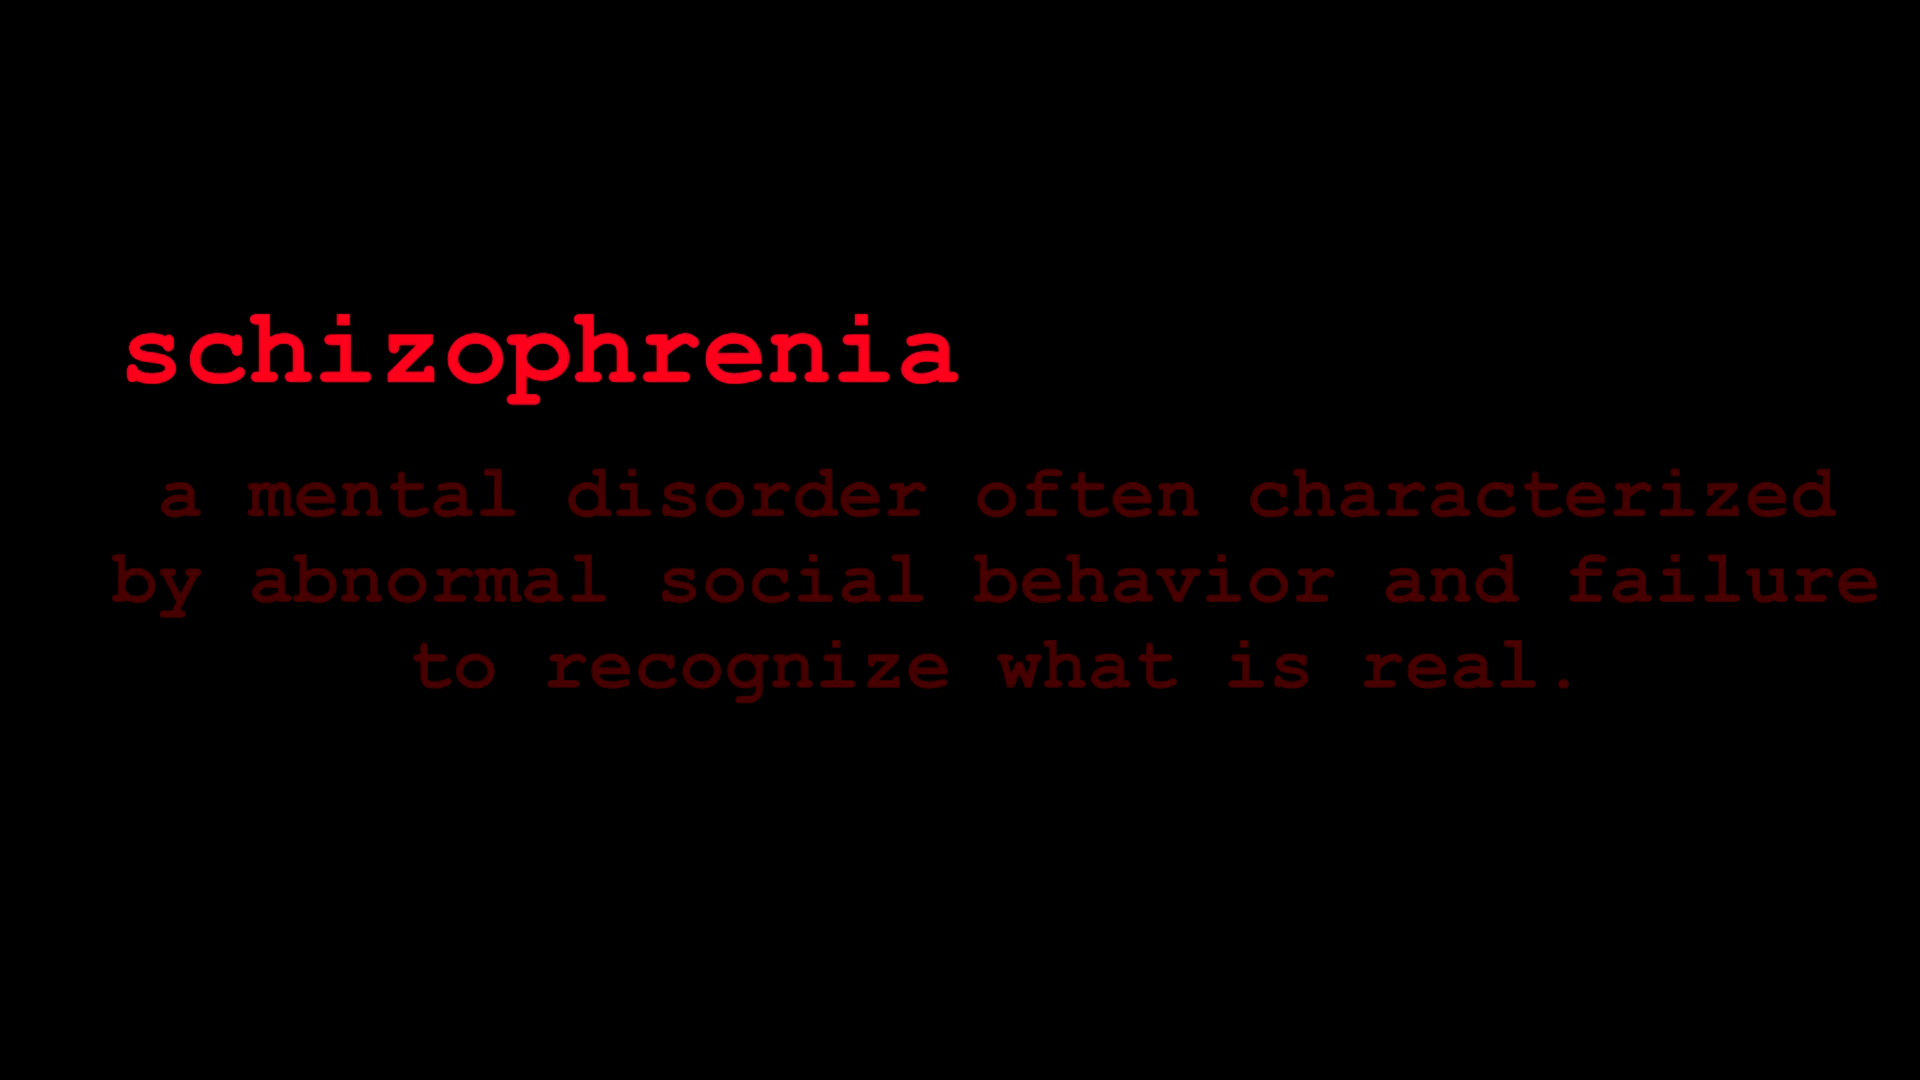 schizophrenia
a mental disorder often characterized
by abnormal social behavior and failure
to recognize what is real.